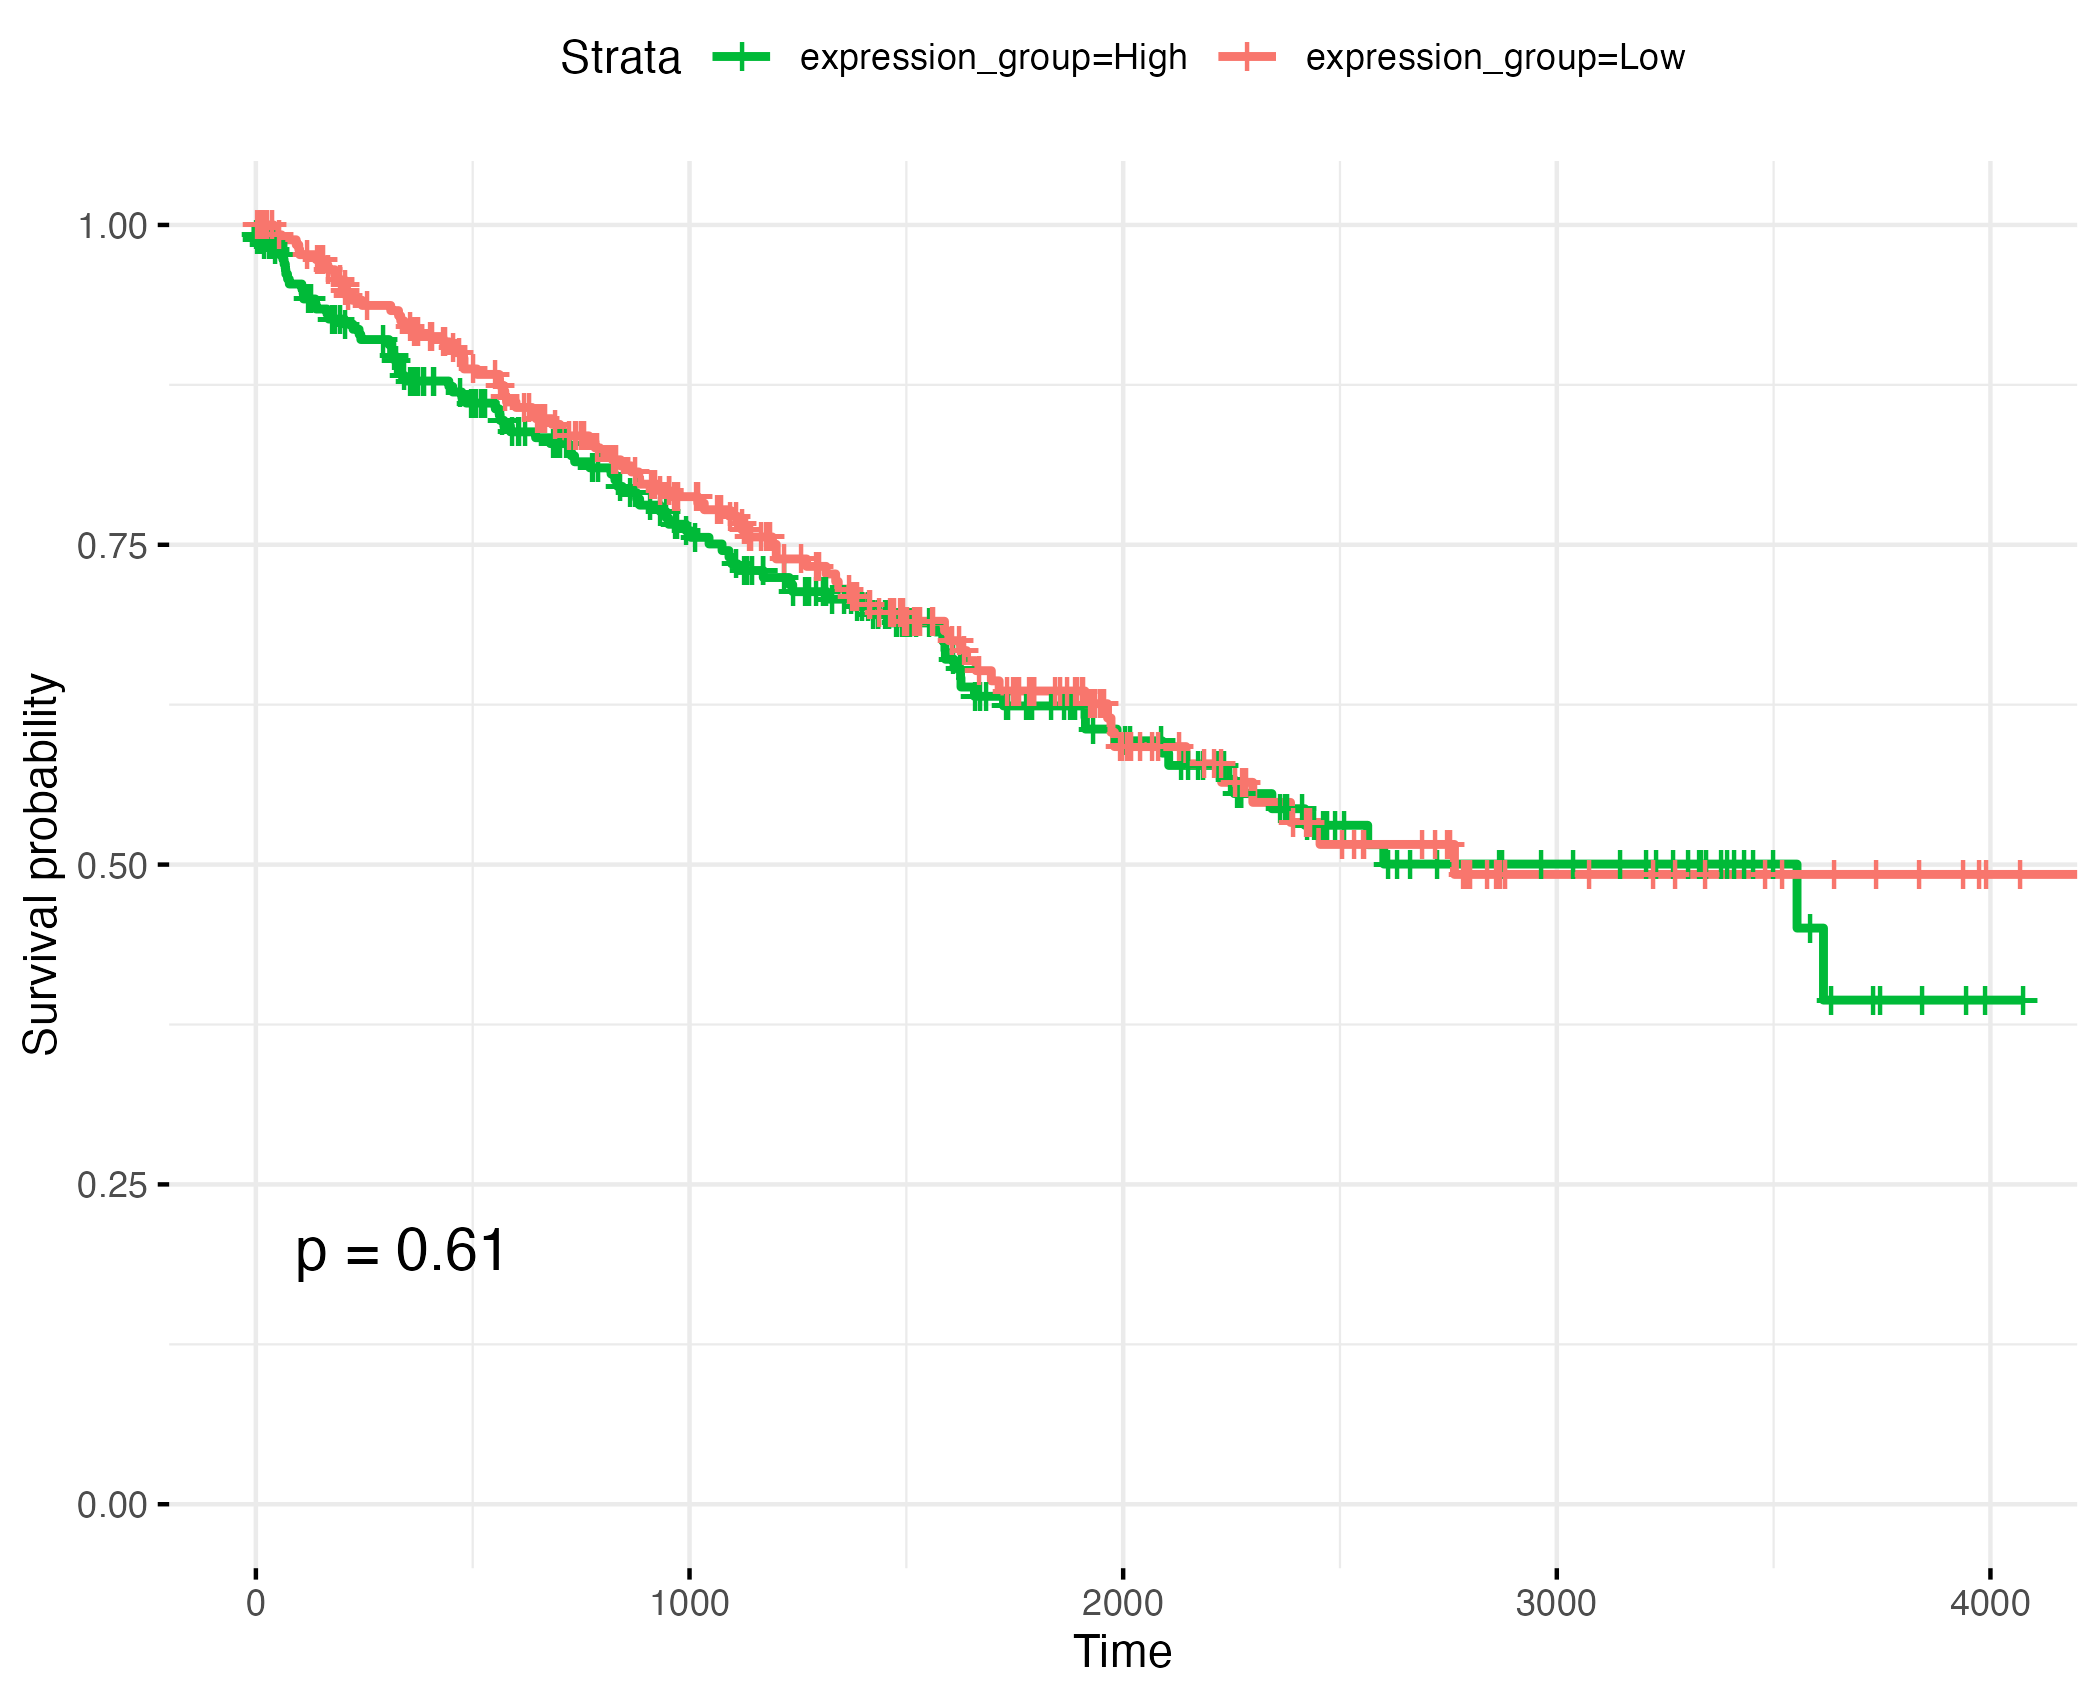 Strata expression_group=High expression_group=Low
1.00
0.75
0.50
0.25
0.00
Survival probability
p = 0.61
0 1000 2000 3000 4000
Time